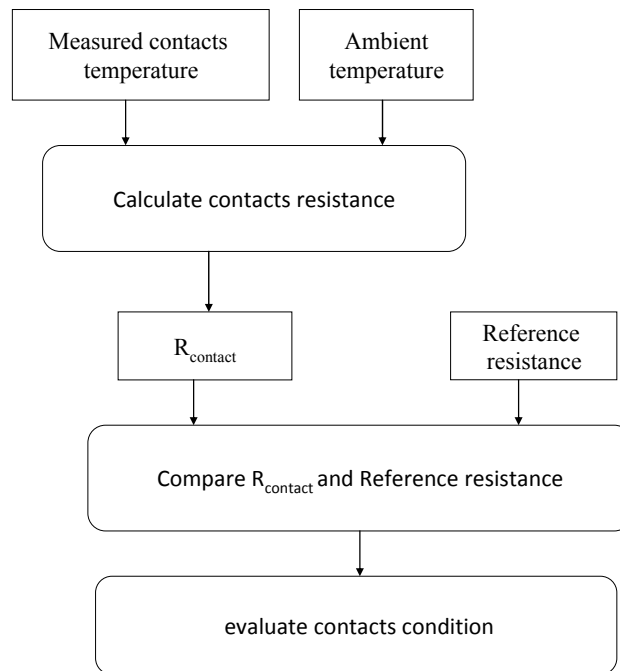 Measured contacts
temperature
Ambient
temperature
Calculate contacts resistance
Rcontact
Reference
resistance
Compare Rcontact and Reference resistance
evaluate contacts condition